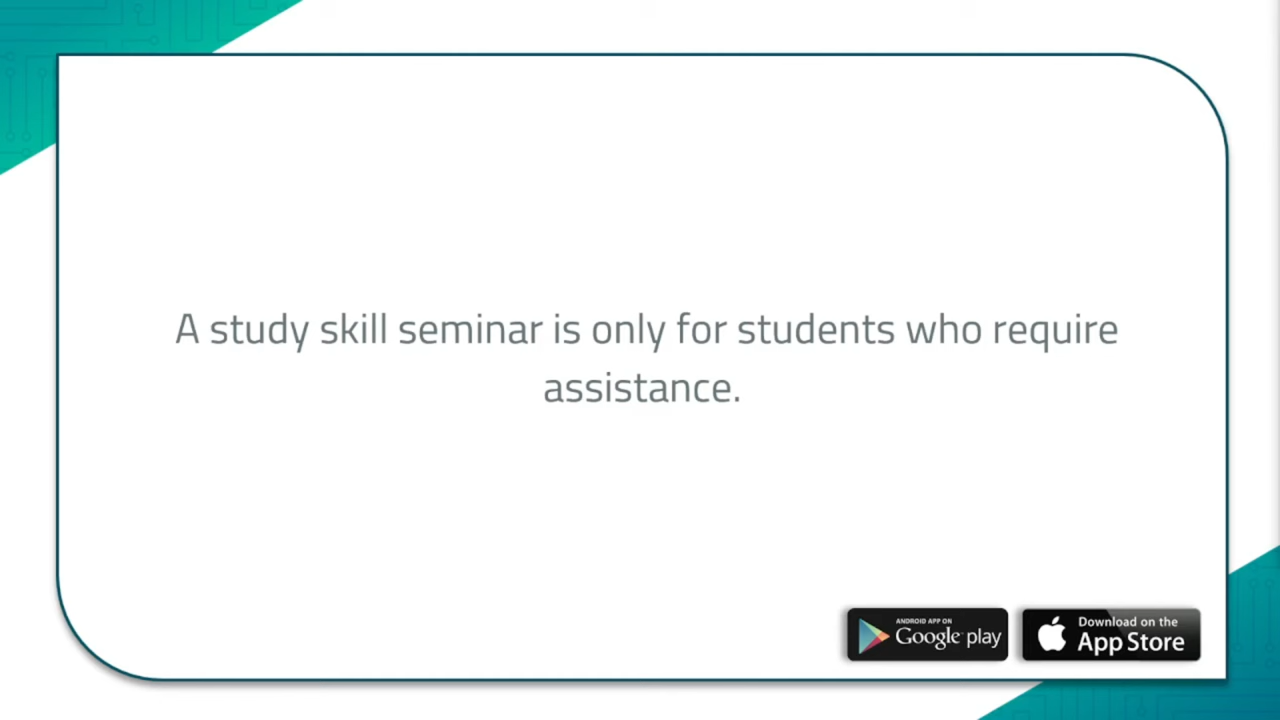 A study skill seminar is only for students who require
assistance.
ANDROID APP ON
Google play
Download on the
App Store